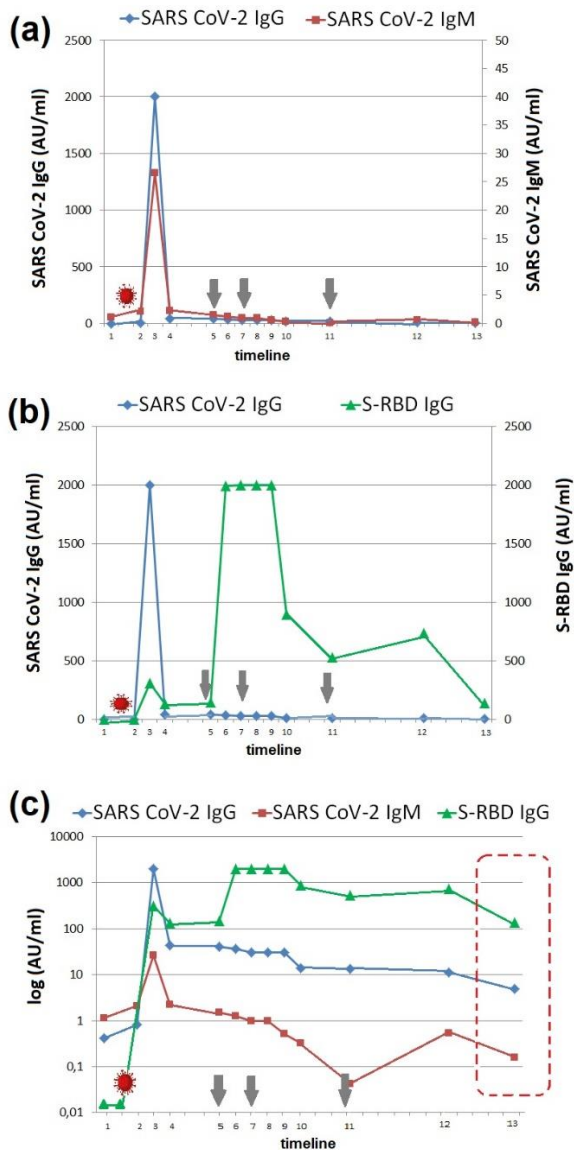 (a)
SARS CoV-2 IgG SARS CoV-2 IgM
SARS CoV-2 IgG (AU/ml)
2500
2000
1500
1000
500
0
50
45
40
35
30
25
20
15
10
5
0
SARS CoV-2 IgM (AU/ml)
1 2 3 4 5 6 7 8 9 10 11 12 13
timeline
(b)
SARS CoV-2 IgG S-RBD IgG
SARS CoV-2 IgG (AU/ml)
2500
2000
1500
1000
500
0
2500
2000
1500
1000
500
0
S-RBD IgG (AU/ml)
1 2 3 4 5 6 7 8 9 10 11 12 13
timeline
(c)
SARS CoV-2 IgG SARS CoV-2 IgM S-RBD IgG
log (AU/ml)
10000
1000
100
10
1
0,1
0,01
1 2 3 4 5 6 7 8 9 10 11 12 13
timeline